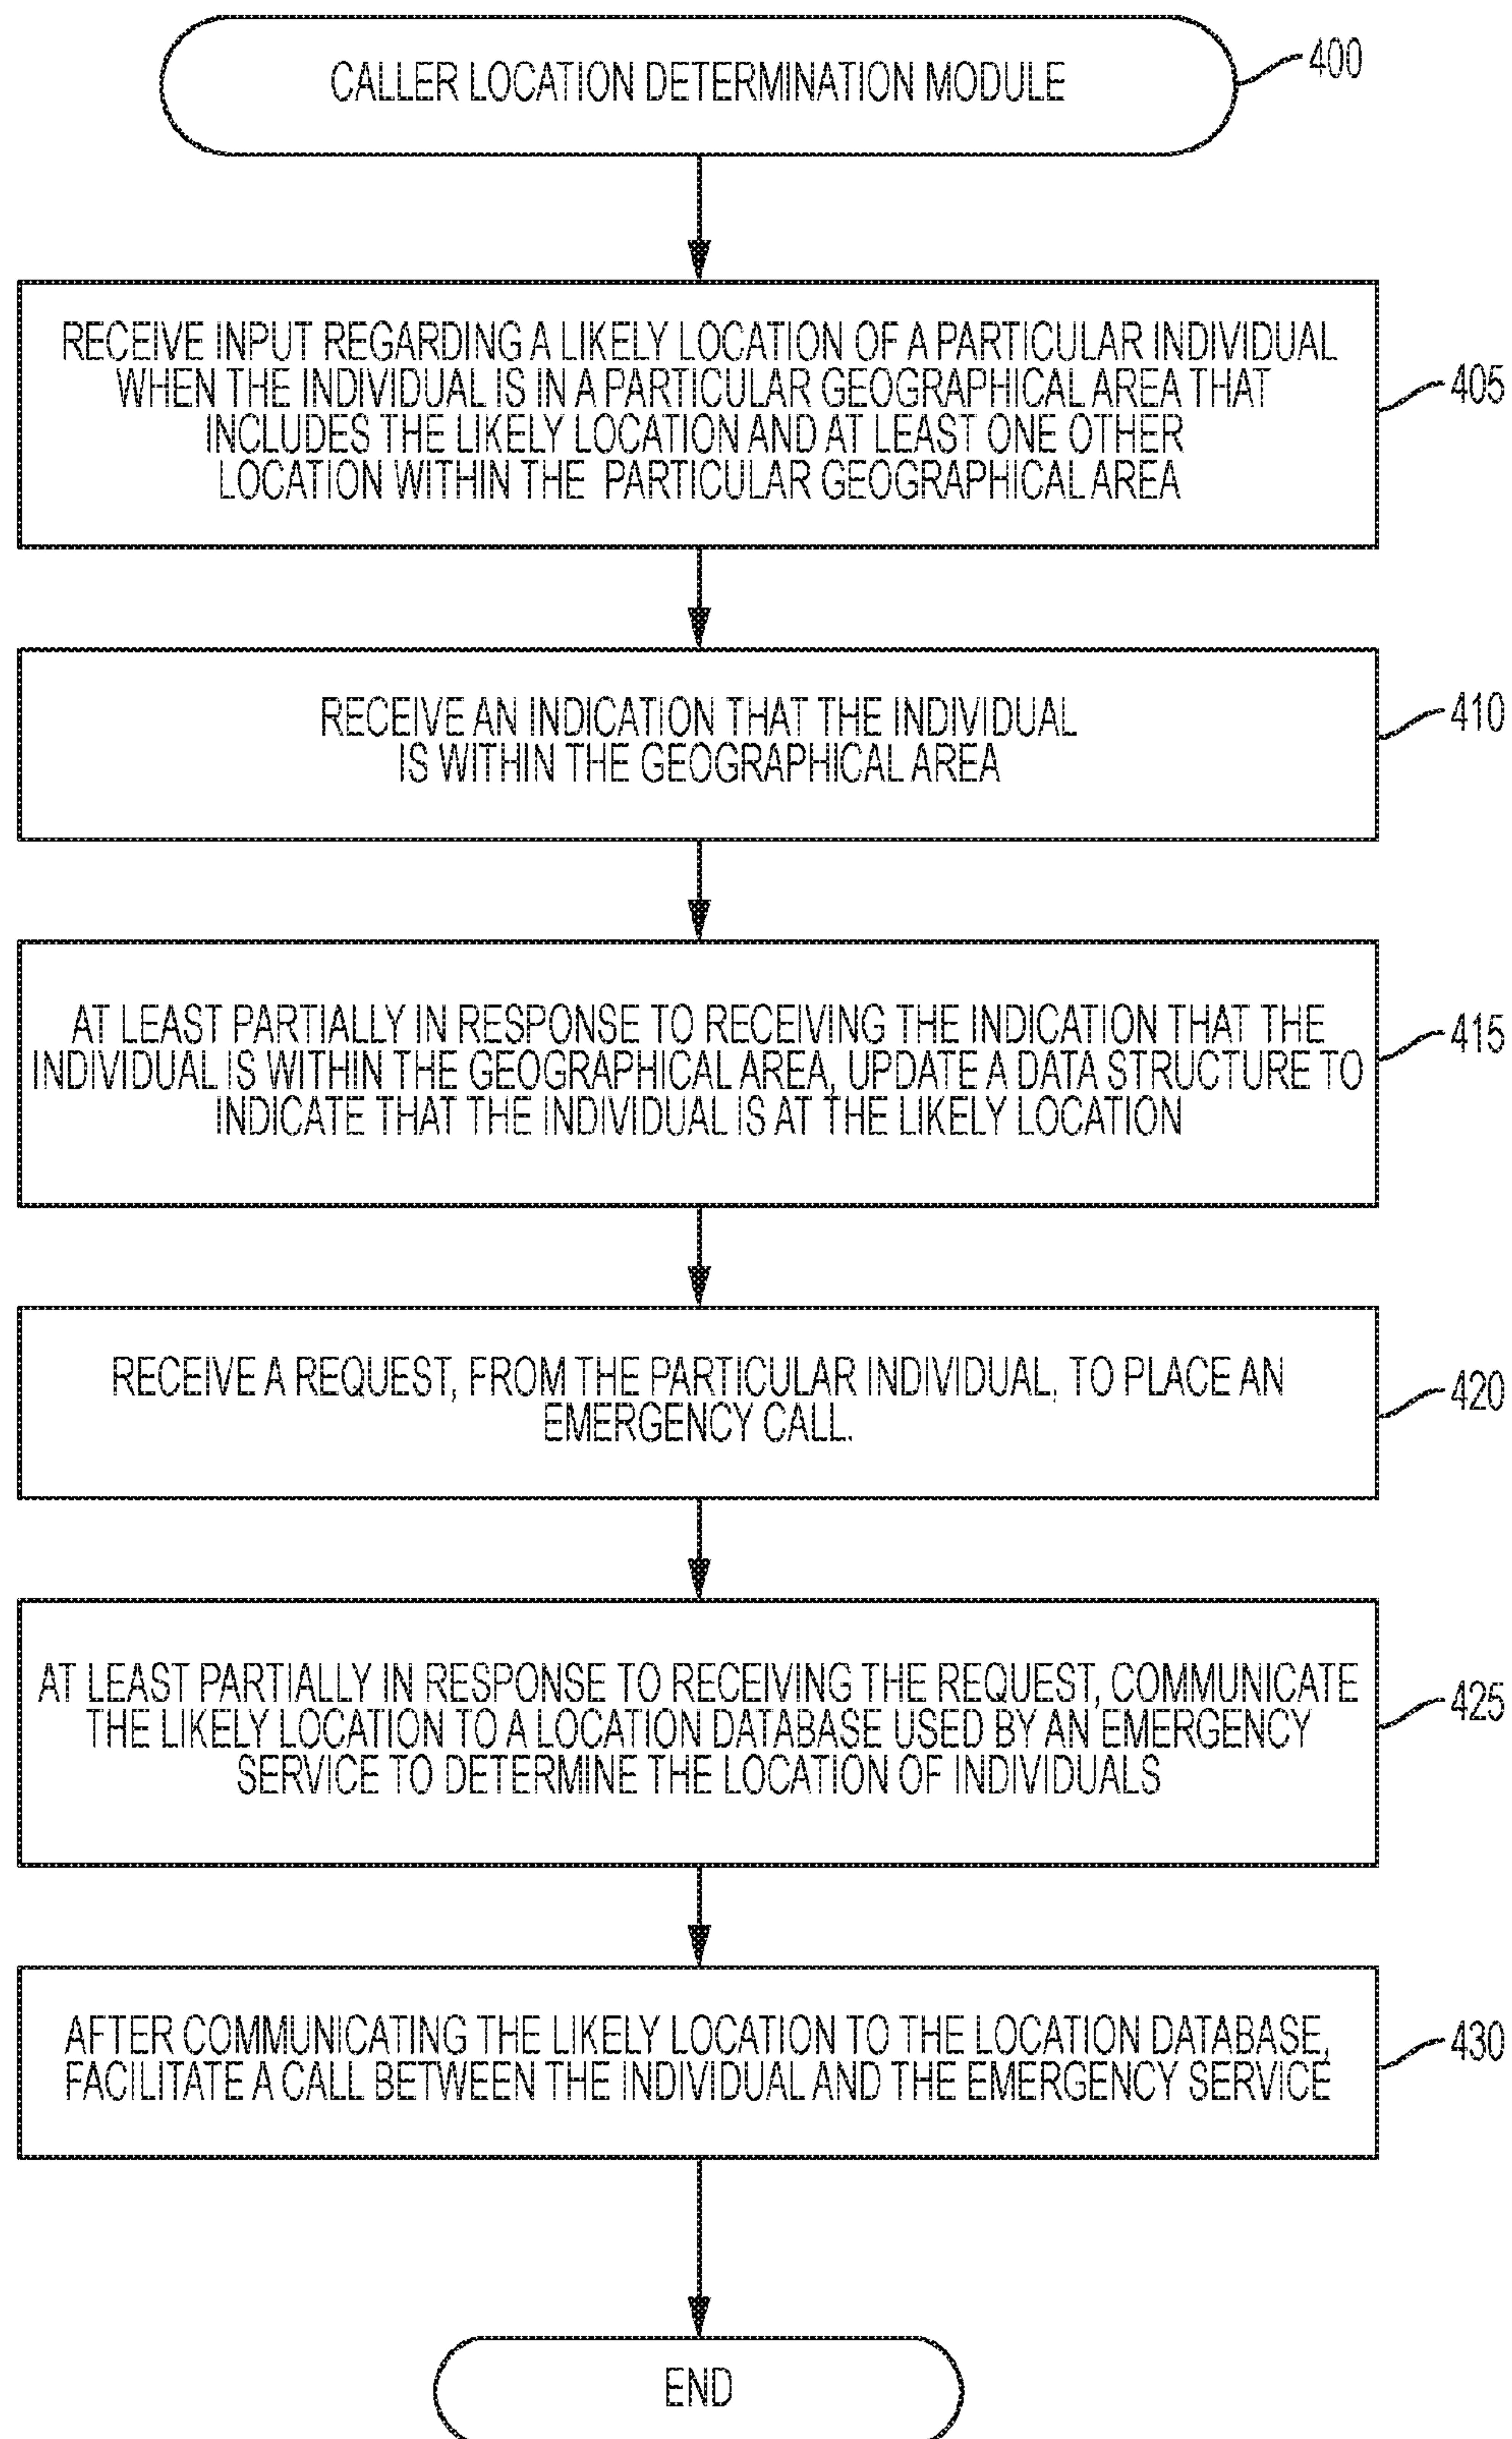 CALLER LOCATION DETERMINATION MODULE
400
RECEIVE INPUT REGARDING A LIKELY LOCATION OF A PARTICULAR INDIVIDUAL
WHEN THE INDIVIDUAL IS IN A PARTICULAR GEOGRAPHICAL AREA THAT
INCLUDES THE LIKELY LOCATION AND AT LEAST ONE OTHER
LOCATION WITHIN THE PARTICULAR GEOGRAPHICAL AREA
405
RECEIVE AN INDICATION THAT THE INDIVIDUAL
IS WITHIN THE GEOGRAPHICAL AREA
410
AT LEAST PARTIALLY IN RESPONSE TO RECEIVING THE INDICATION THAT THE
INDIVIDUAL IS WITHIN THE GEOGRAPHICAL AREA, UPDATE A DATA STRUCTURE TO
INDICATE THAT THE INDIVIDUAL IS AT THE LIKELY LOCATION
415
RECEIVE A REQUEST, FROM THE PARTICULAR INDIVIDUAL, TO PLACE AN
EMERGENCY CALL.
420
AT LEAST PARTIALLY IN RESPONSE TO RECEIVING THE REQUEST, COMMUNICATE
THE LIKELY LOCATION TO A LOCATION DATABASE USED BY AN EMERGENCY
SERVICE TO DETERMINE THE LOCATION OF INDIVIDUALS
425
AFTER COMMUNICATING THE LIKELY LOCATION TO THE LOCATION DATABASE,
FACILITATE A CALL BETWEEN THE INDIVIDUAL AND THE EMERGENCY SERVICE
430
END